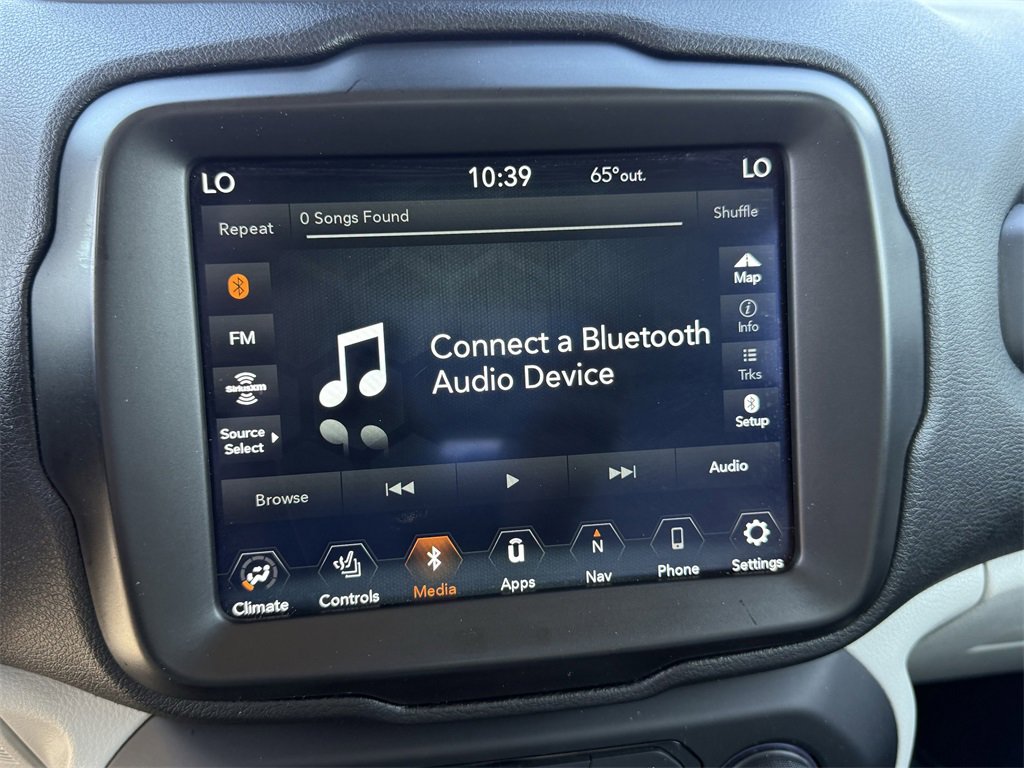 LO 10:39 65°out. LO
Repeat 0 Songs Found Shuffle
Map
FM
Info
Connect a Bluetooth
Audio Device
siriusxm
Trks
Source
Select
Setup
Browse Audio
Climate Controls Media Apps N Nav Phone Settings